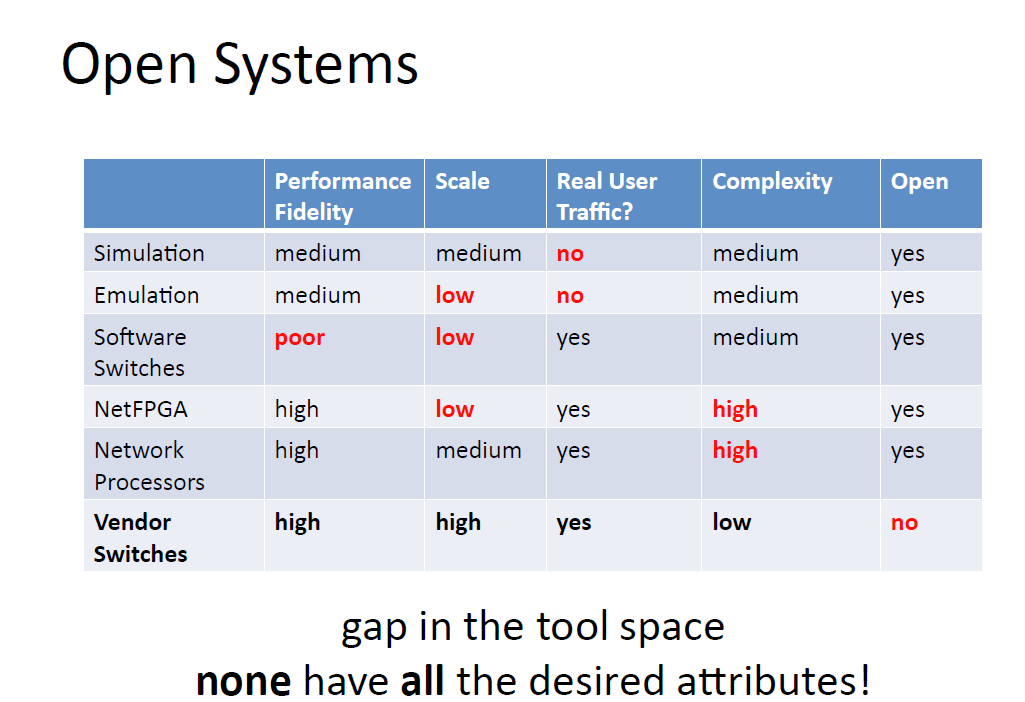 Open Systems
Performance Fidelity Scale Real User Traffic? Complexity Open
Simulation medium medium no medium yes
Emulation medium low no medium yes
Software Switches poor low yes medium yes
NetFPGA high low yes high yes
Network Processors high medium yes high yes
Vendor Switches high high yes low no
gap in the tool space
none have all the desired attributes!